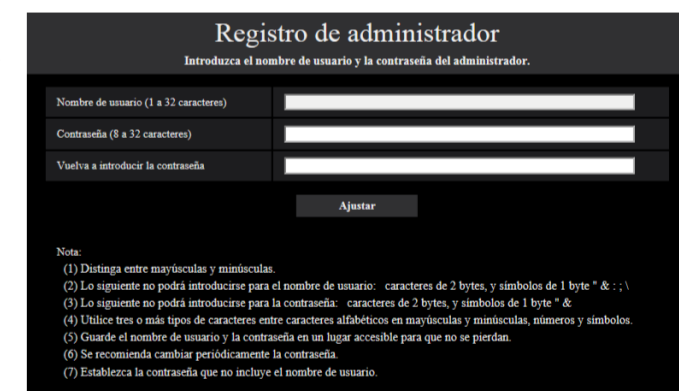 Registro de administrador
Introduzca el nombre de usuario y la contraseña del administrador.
Nombre de usuario (1 a 32 caracteres)
Contraseña (8 a 32 caracteres)
Vuelva a introducir la contraseña
Ajustar
Nota:
(1) Distinga entre mayúsculas y minúsculas.
(2) Lo siguiente no podrá introducirse para el nombre de usuario: caracteres de 2 bytes, y símbolos de 1 byte " & : ; \
(3) Lo siguiente no podrá introducirse para la contraseña: caracteres de 2 bytes, y símbolos de 1 byte " &
(4) Utilice tres o más tipos de caracteres entre caracteres alfabéticos en mayúsculas y minúsculas, números y símbolos.
(5) Guarde el nombre de usuario y la contraseña en un lugar accesible para que no se pierdan.
(6) Se recomienda cambiar periódicamente la contraseña.
(7) Establezca la contraseña que no incluye el nombre de usuario.